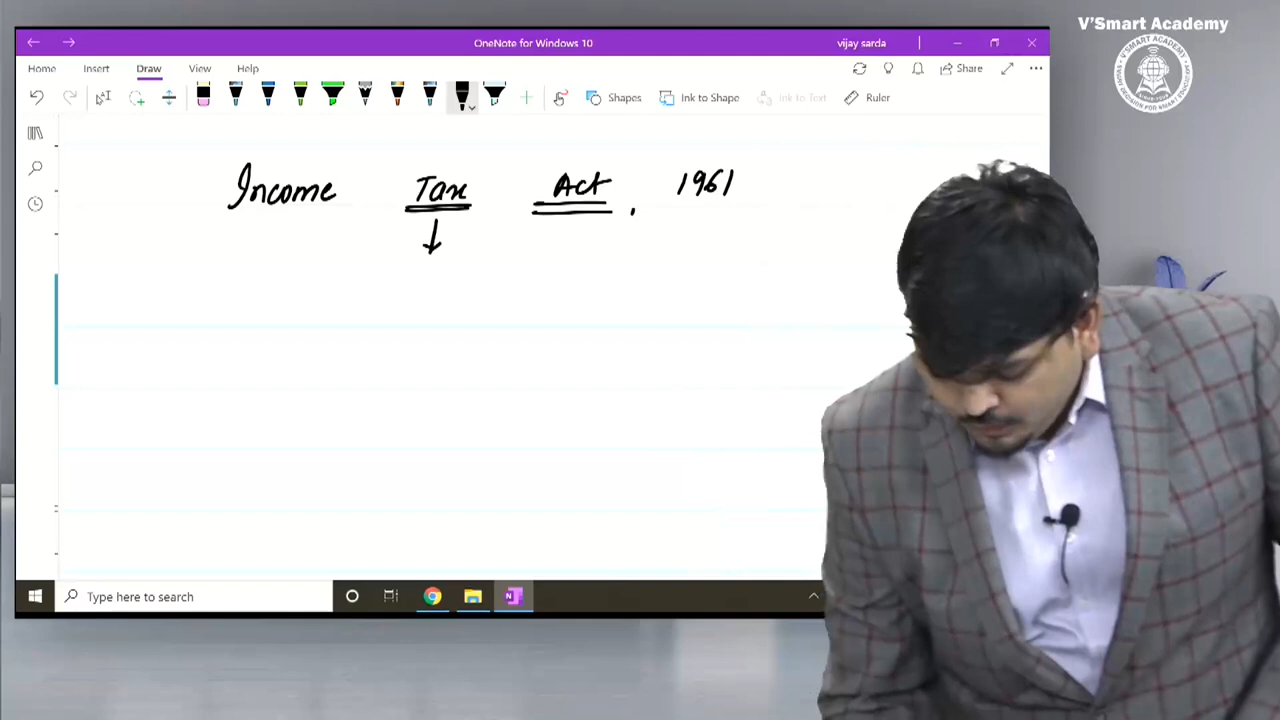 V'Smart Academy
OneNote for Windows 10
vijay sarda
Home Insert Draw View Help
Share
Shapes Ink to Shape Ink to Text Ruler
Income Tax Act. 1961
Type here to search